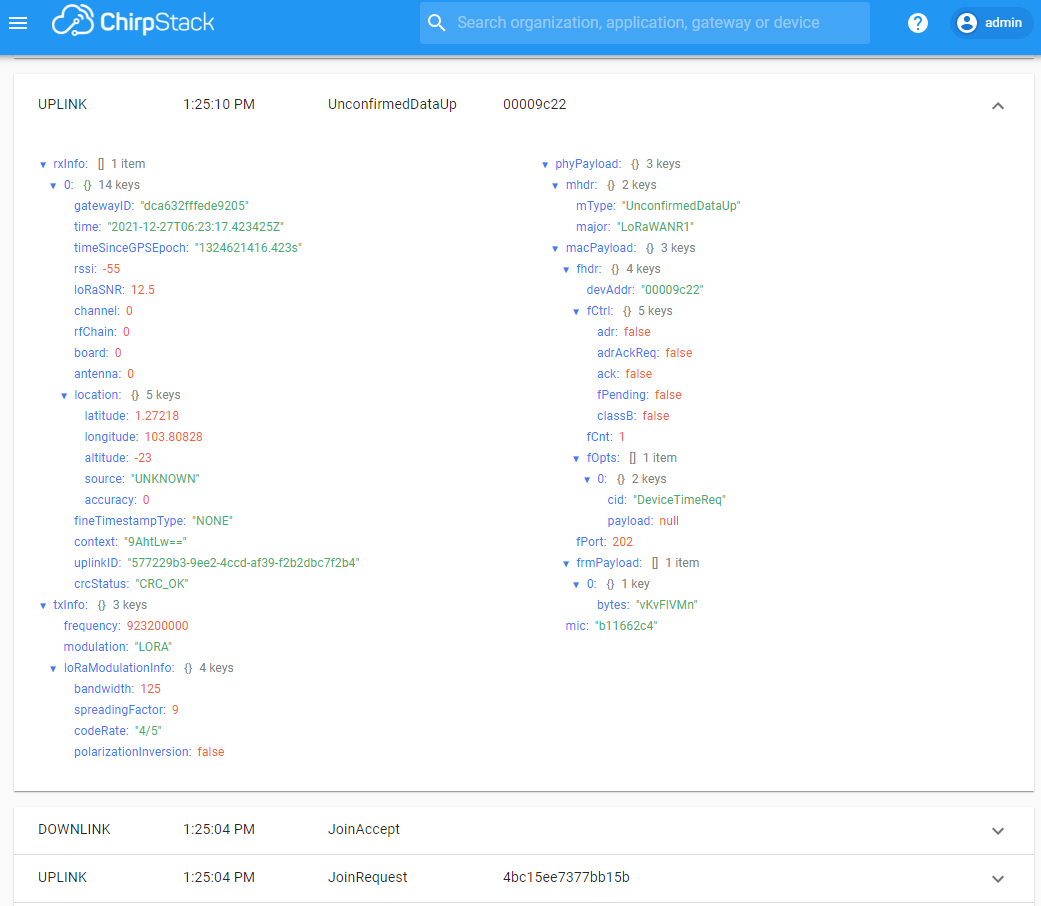 ChirpStack
Search organization, application, gateway or device
? admin
UPLINK 1:25:10 PM UnconfirmedDataUp 00009c22
rxInfo: [] 1 item
0: {} 14 keys
gatewayID: "dca632fffede9205"
time: "2021-12-27T06:23:17.423425Z"
timeSinceGPSEpoch: "1324621416.423s"
rssi: -55
loRaSNR: 12.5
channel: 0
rfChain: 0
board: 0
antenna: 0
location: {} 5 keys
latitude: 1.27218
longitude: 103.80828
altitude: -23
source: "UNKNOWN"
accuracy: 0
fineTimestampType: "NONE"
context: "9AhtLw=="
uplinkID: "577229b3-9ee2-4ccd-af39-f2b2dbc7f2b4"
crcStatus: "CRC_OK"
txInfo: {} 3 keys
frequency: 923200000
modulation: "LORA"
loRaModulationInfo: {} 4 keys
bandwidth: 125
spreadingFactor: 9
codeRate: "4/5"
polarizationInversion: false
phyPayload: {} 3 keys
mhdr: {} 2 keys
mType: "UnconfirmedDataUp"
major: "LoRaWANR1"
macPayload: {} 3 keys
fhdr: {} 4 keys
devAddr: "00009c22"
fCtrl: {} 5 keys
adr: false
adrAckReq: false
ack: false
fPending: false
classB: false
fCnt: 1
fOpts: [] 1 item
0: {} 2 keys
cid: "DeviceTimeReq"
payload: null
fPort: 202
frmPayload: [] 1 item
0: {} 1 key
bytes: "vKvFlVMn"
mic: "b11662c4"
DOWNLINK 1:25:04 PM JoinAccept
UPLINK 1:25:04 PM JoinRequest 4bc15ee7377bb15b